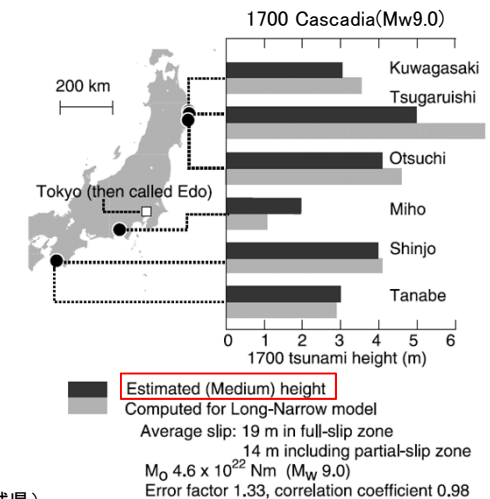 1700 Cascadia(Mw9.0)
200 km
Kuwagasaki
Tsugaruishi
Otsuchi
Tokyo (then called Edo)
Miho
Shinjo
Tanabe
0 1 2 3 4 5 6
1700 tsunami height (m)
Estimated (Medium) height
Computed for Long-Narrow model
Average slip: 19 m in full-slip zone
14 m including partial-slip zone
Mo 4.6 x 10²² Nm (Mw 9.0)
Error factor 1.33, correlation coefficient 0.98
県）